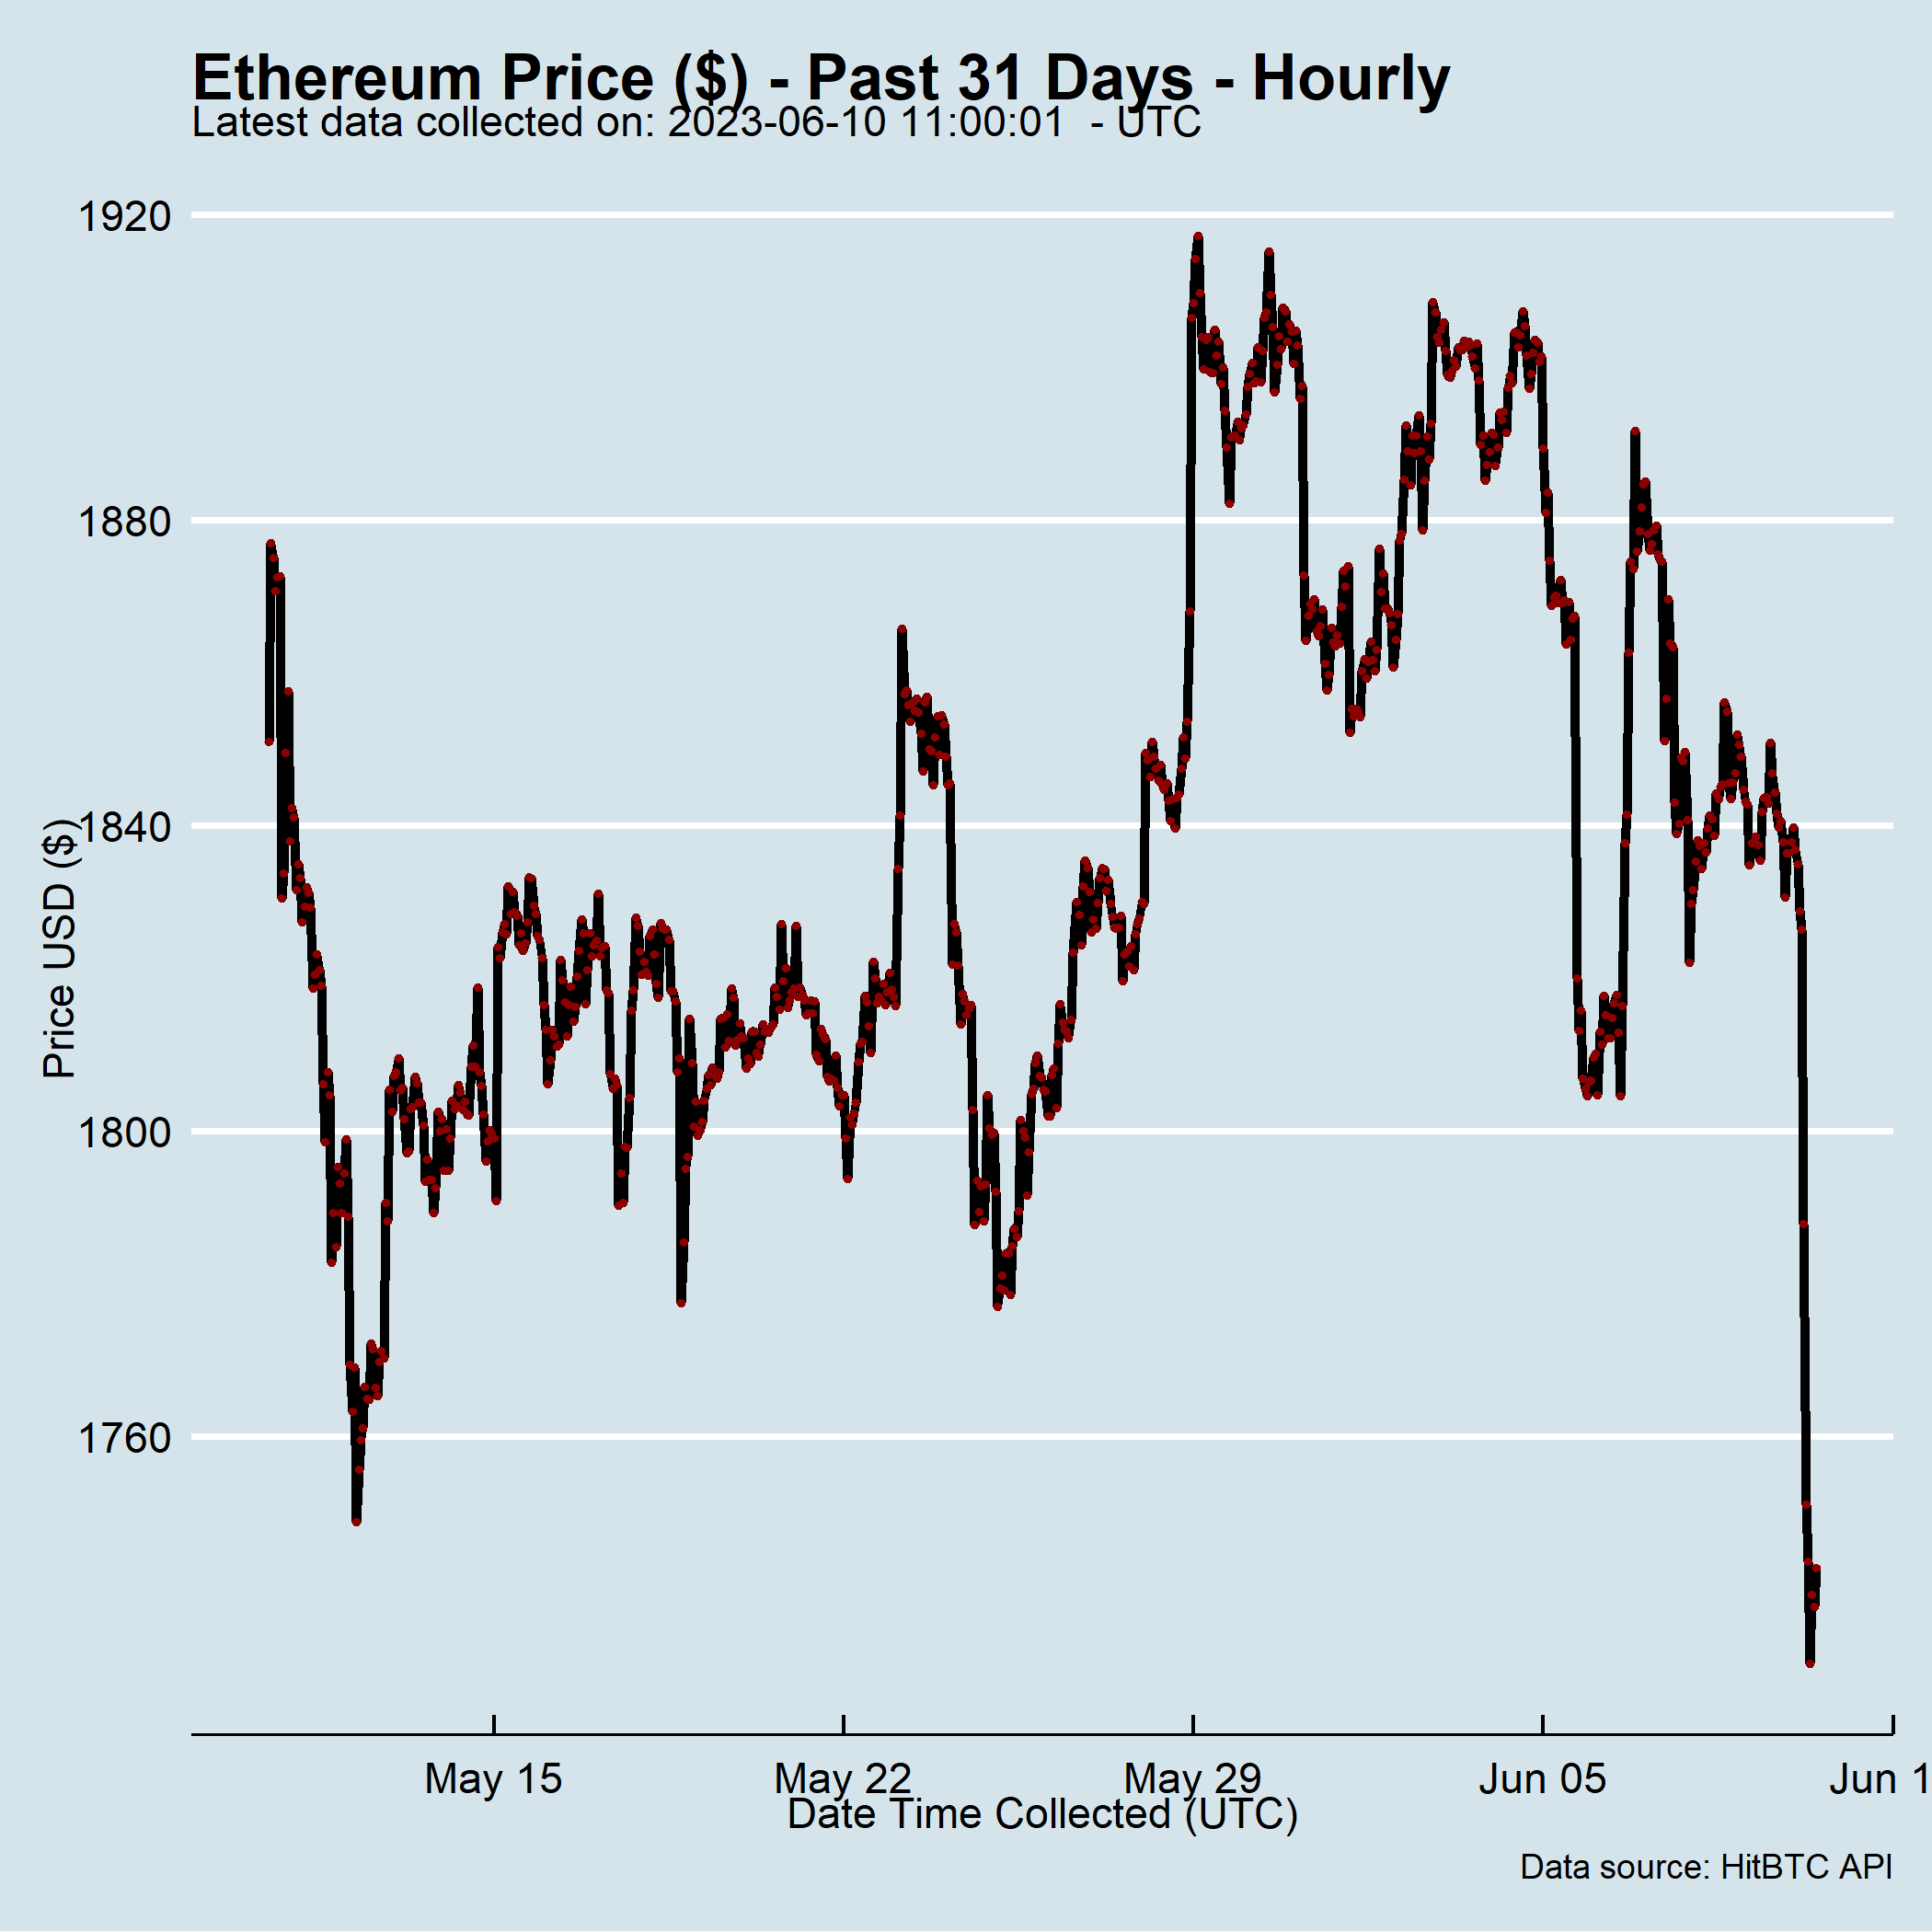 Ethereum Price ($) - Past 31 Days - Hourly
Latest data collected on: 2023-06-10 11:00:01  - UTC
1920
1880
1840
1800
1760
Price USD ($)
May 15
May 22
May 29
Jun 05
Jun 1
Date Time Collected (UTC)
Data source: HitBTC API